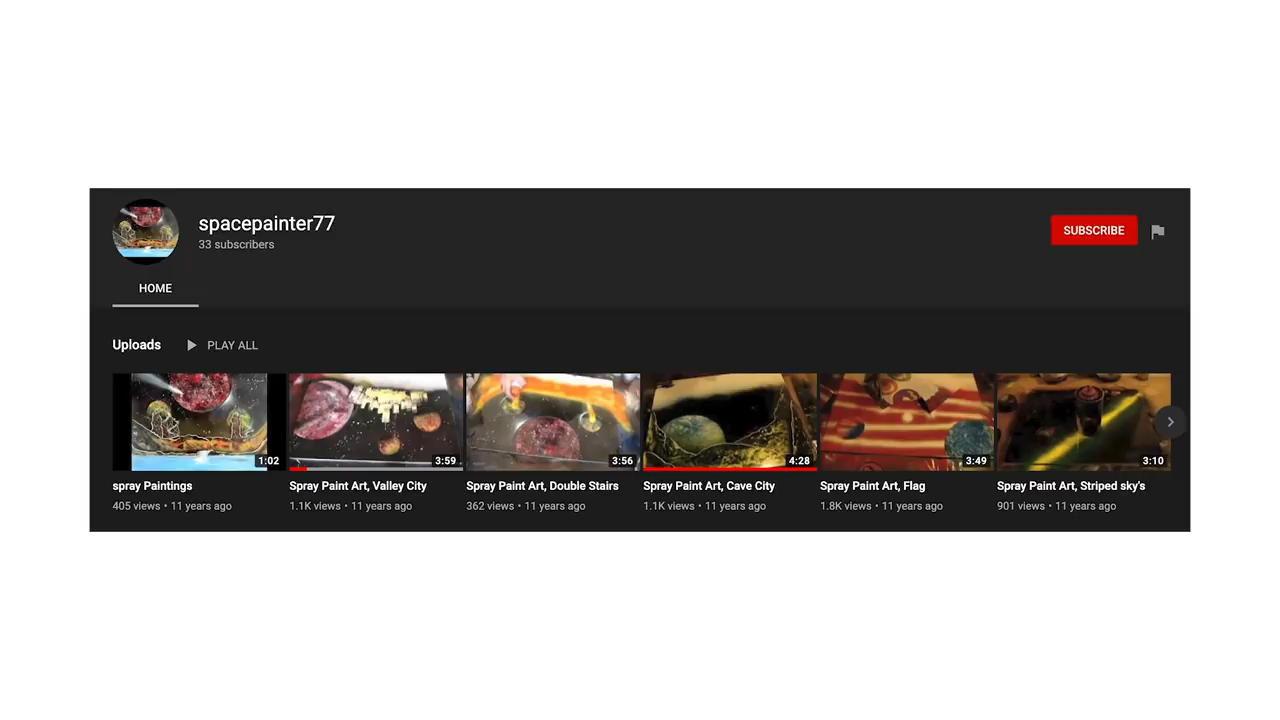 spacepainter77
33 subscribers
SUBSCRIBE
HOME
Uploads
PLAY ALL
1:02
3:59
3:56
4:28
3:49
3:10
spray Paintings
Spray Paint Art, Valley City
Spray Paint Art, Double Stairs
Spray Paint Art, Cave City
Spray Paint Art, Flag
Spray Paint Art, Striped sky's
405 views • 11 years ago
1.1K views • 11 years ago
362 views • 11 years ago
1.1K views • 11 years ago
1.8K views • 11 years ago
901 views • 11 years ago